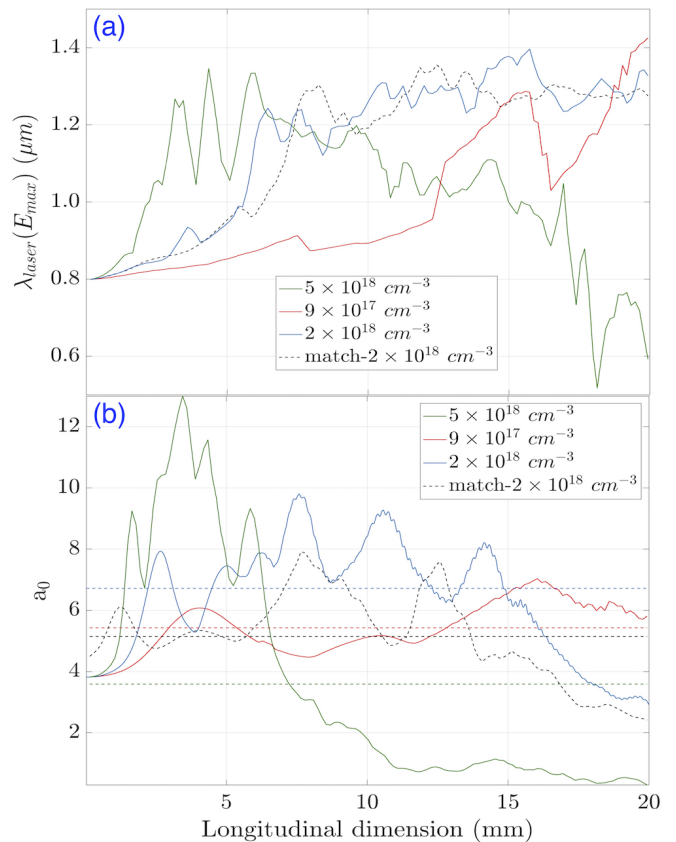 (a)
1.4
1.2
1.0
0.8
0.6
λ_laser(E_max) (μm)
5 × 10^18 cm^−3
9 × 10^17 cm^−3
2 × 10^18 cm^−3
match-2 × 10^18 cm^−3
(b)
12
10
8
6
4
2
a_0
5 × 10^18 cm^−3
9 × 10^17 cm^−3
2 × 10^18 cm^−3
match-2 × 10^18 cm^−3
5 10 15 20
Longitudinal dimension (mm)